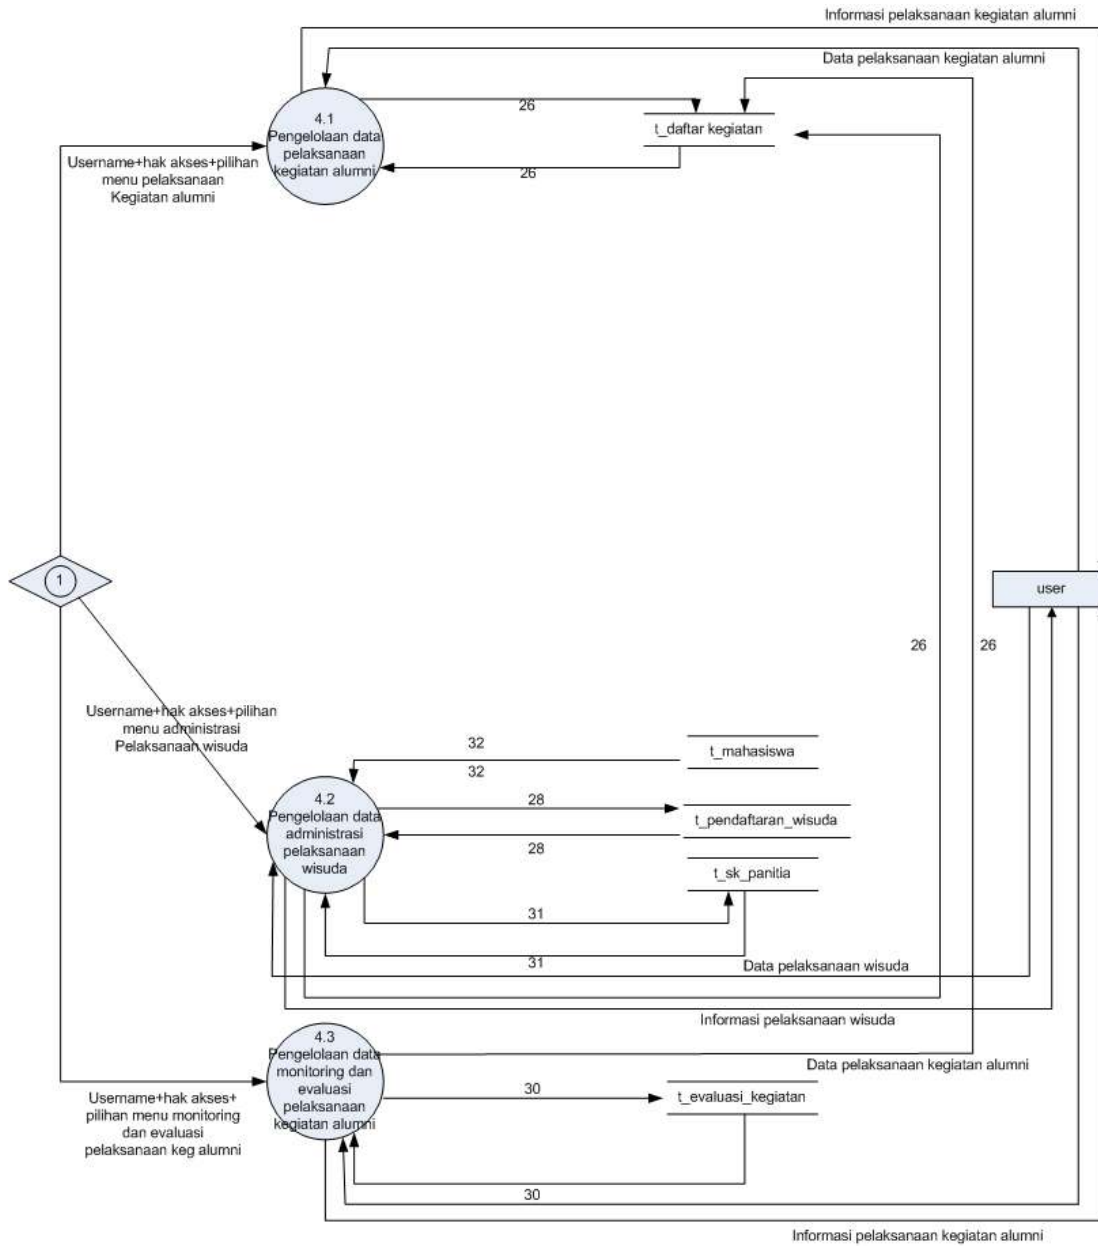 Informasi pelaksanaan kegiatan alumni
Data pelaksanaan kegiatan alumni
26
4.1
Pengelolaan data
pelaksanaan
kegiatan alumni
t_daftar kegiatan
26
Username+hak akses+pilihan
menu pelaksanaan
Kegiatan alumni
1
user
26
26
Username+hak akses+pilihan
menu administrasi
Pelaksanaan wisuda
32
t_mahasiswa
32
4.2
Pengelolaan data
administrasi
pelaksanaan
wisuda
28
t_pendaftaran_wisuda
28
t_sk_panitia
31
31
Data pelaksanaan wisuda
Informasi pelaksanaan wisuda
4.3
Pengelolaan data
monitoring dan
evaluasi
pelaksanaan
kegiatan alumni
Data pelaksanaan kegiatan alumni
30
t_evaluasi_kegiatan
Username+hak akses+
pilihan menu monitoring
dan evaluasi
pelaksanaan keg alumni
30
Informasi pelaksanaan kegiatan alumni